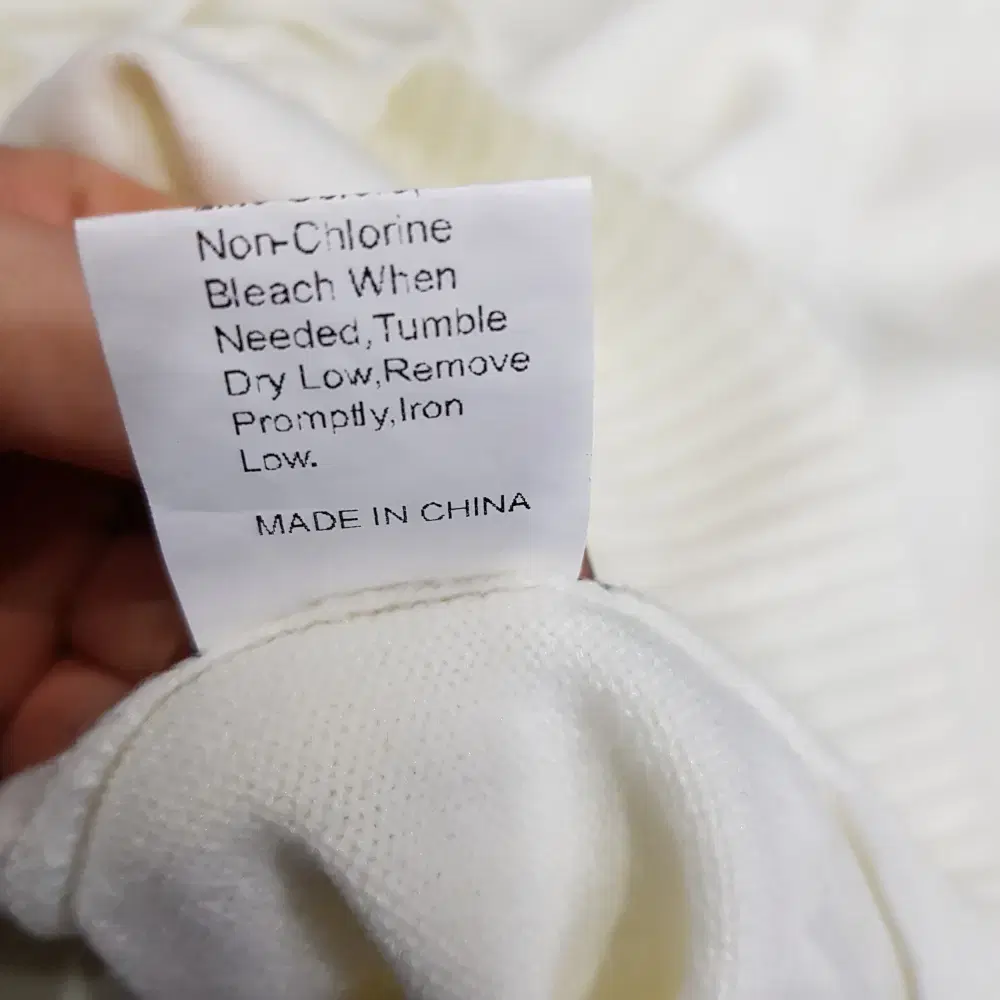 Non-Chlorine
Bleach When
Needed,Tumble
Dry Low,Remove
Promptly,Iron
Low.
MADE IN CHINA